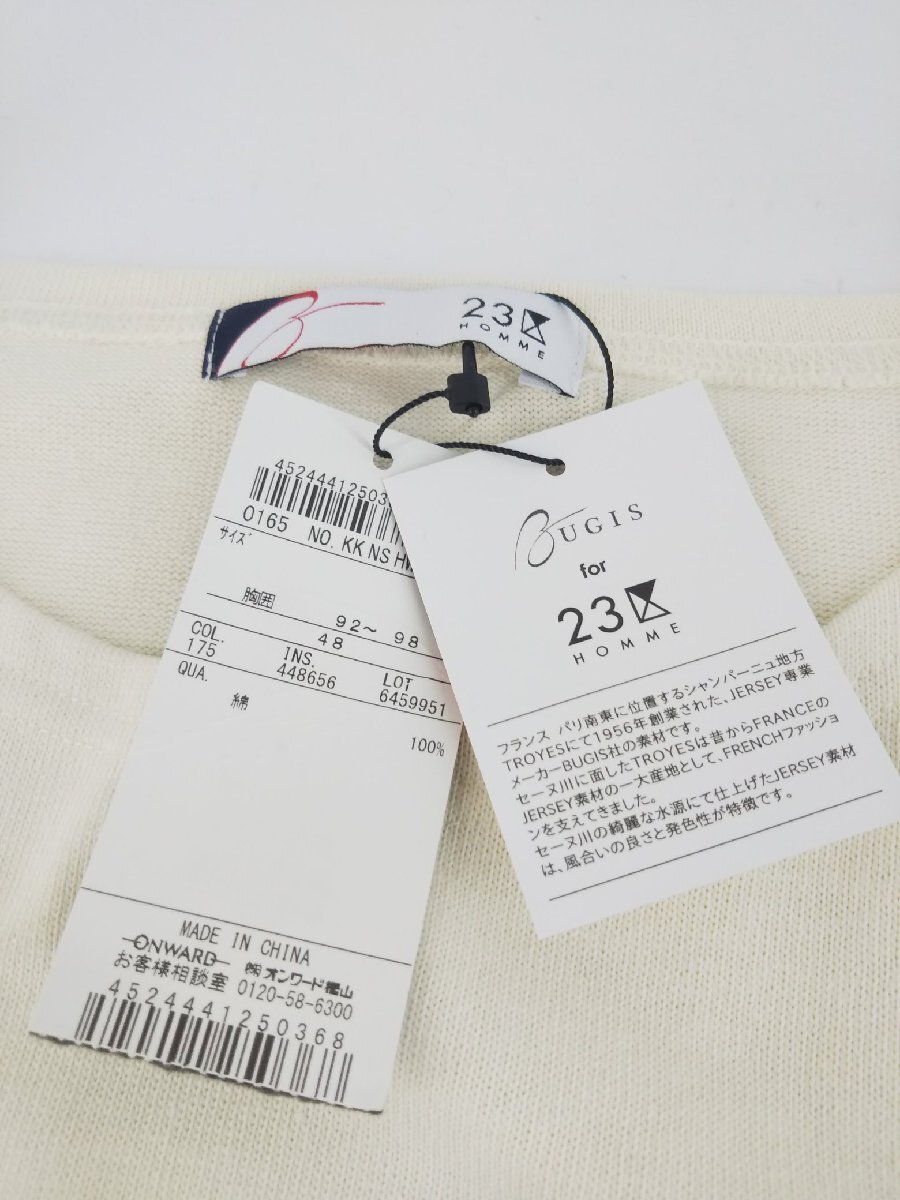 23
HOMME
4524441250
0165 NO. KK NS
サイズ
胸囲
92～ 98
48
COL. INS. LOT
175 448656 6459951
QUA.
綿
100%
MADE IN CHINA
ONWARD ㈱オンワード樫山
お客様相談室 0120-58-6300
4524441250368
BUGIS
for
23
HOMME
フランス パリ南東に位置するシャンパーニュ地方
TROYESにて1956年創業された、JERSEY専業
メーカーBUGIS社の素材です。
セーヌ川に面したTROYESは昔からFRANCEの
JERSEY素材の一大産地として、FRENCHファッショ
ンを支えてきました。
セーヌ川の綺麗な水源にて仕上げたJERSEY素材
は、風合いの良さと発色性が特徴です。